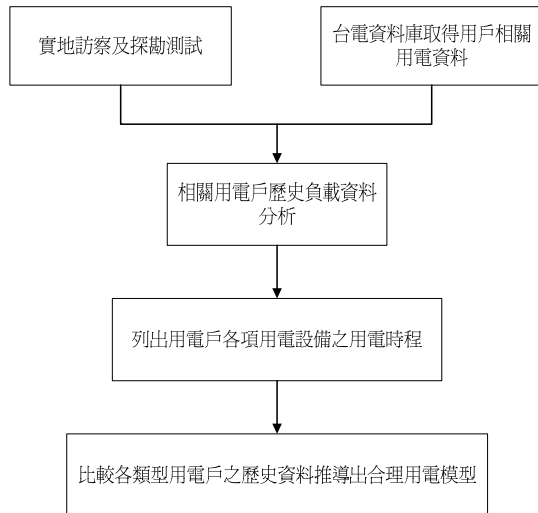 實地訪察及探勘測試
台電資料庫取得用戶相關
用電資料
相關用電戶歷史負載資料
分析
列出用電戶各項用電設備之用電時程
比較各類型用電戶之歷史資料推導出合理用電模型